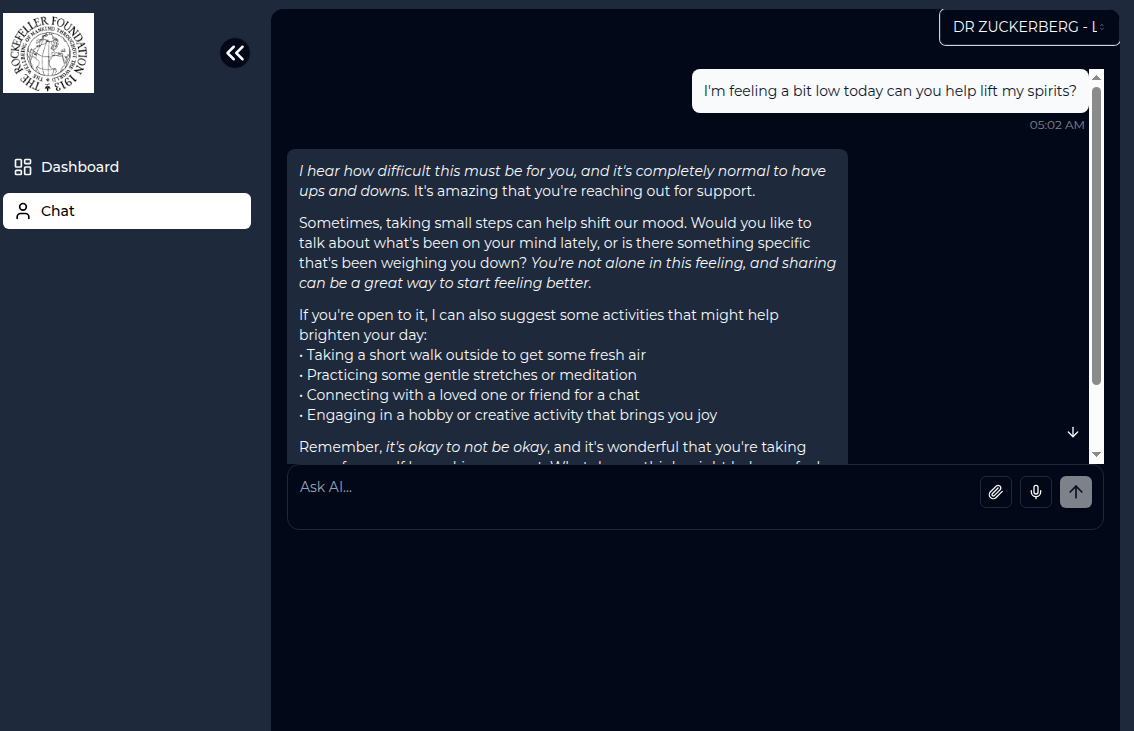 THE ROCKEFELLER FOUNDATION 1913
THE WELL-BEING OF MANKIND THROUGHOUT THE WORLD
DR ZUCKERBERG - L
I'm feeling a bit low today can you help lift my spirits?
05:02 AM
Dashboard
Chat
I hear how difficult this must be for you, and it's completely normal to have
ups and downs. It's amazing that you're reaching out for support.
Sometimes, taking small steps can help shift our mood. Would you like to
talk about what's been on your mind lately, or is there something specific
that's been weighing you down? You're not alone in this feeling, and sharing
can be a great way to start feeling better.
If you're open to it, I can also suggest some activities that might help
brighten your day:
• Taking a short walk outside to get some fresh air
• Practicing some gentle stretches or meditation
• Connecting with a loved one or friend for a chat
• Engaging in a hobby or creative activity that brings you joy
Remember, it's okay to not be okay, and it's wonderful that you're taking
Ask AI...